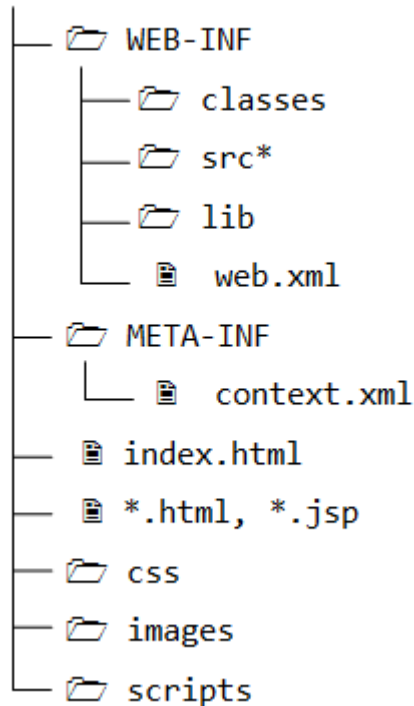 WEB-INF
classes
src*
lib
web.xml
META-INF
context.xml
index.html
*.html, *.jsp
css
images
scripts